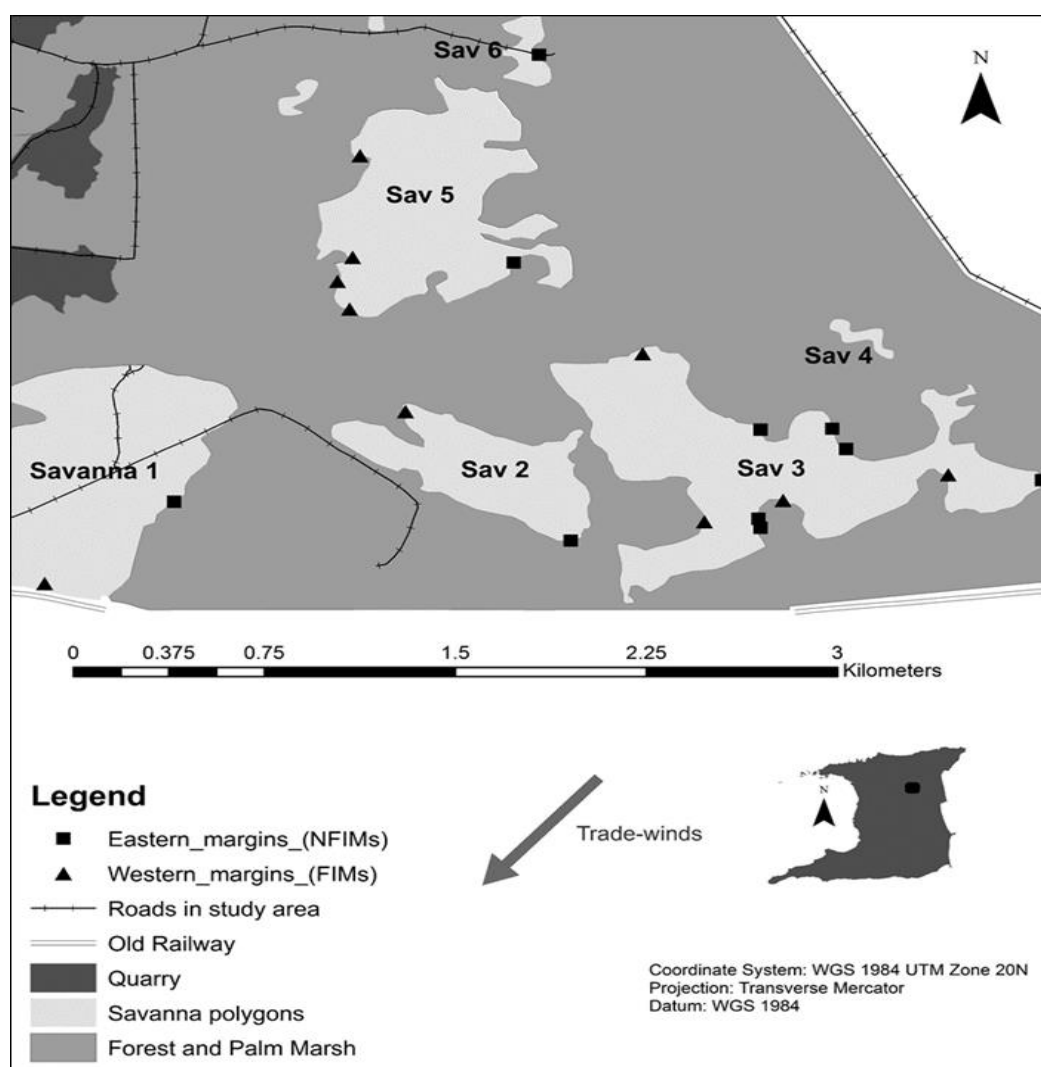 Sav 6
N
Sav 5
Sav 4
Savanna 1
Sav 2
Sav 3
0 0.375 0.75 1.5 2.25 3
Kilometers
N
Legend
Eastern_margins_(NFIMs)
Western_margins_(FIMs)
Roads in study area
Old Railway
Quarry
Savanna polygons
Forest and Palm Marsh
Trade-winds
Coordinate System: WGS 1984 UTM Zone 20N
Projection: Transverse Mercator
Datum: WGS 1984